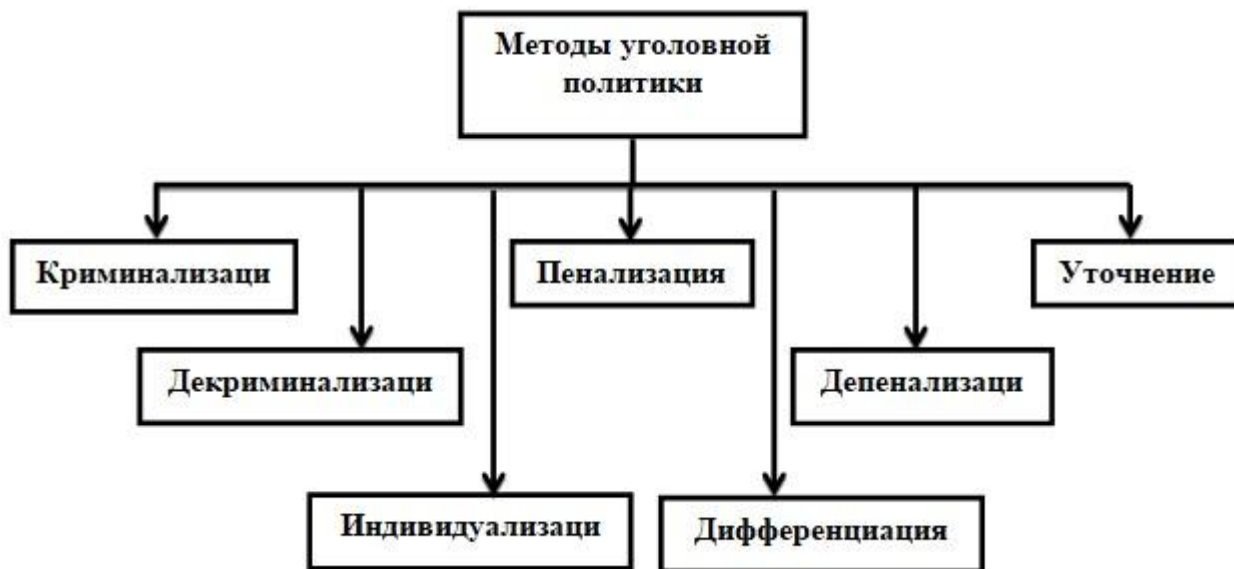 Методы уголовной
политики
Криминализаци
Пенализация
Уточнение
Декриминализаци
Депенализаци
Индивидуализаци
Дифференциация